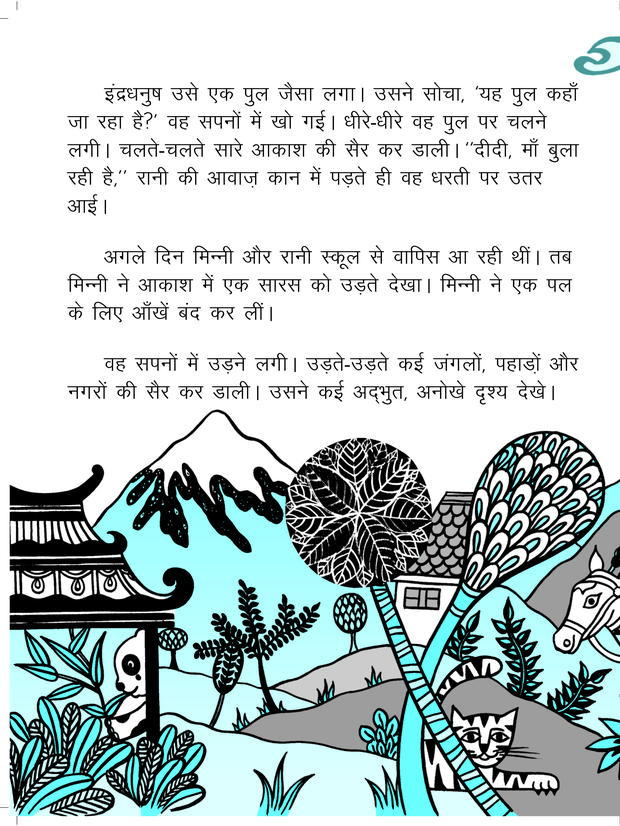 इंद्रधनुष उसे एक पुल जैसा लगा। उसने सोचा, 'यह पुल कहाँ
जा रहा है?' वह सपनों में खो गई। धीरे-धीरे वह पुल पर चलने
लगी। चलते-चलते सारे आकाश की सैर कर डाली। ''दीदी, माँ बुला
रही है,'' रानी की आवाज़ कान में पड़ते ही वह धरती पर उतर
आई।
अगले दिन मिन्नी और रानी स्कूल से वापिस आ रही थीं। तब
मिन्नी ने आकाश में एक सारस को उड़ते देखा। मिन्नी ने एक पल
के लिए आँखें बंद कर लीं।
वह सपनों में उड़ने लगी। उड़ते-उड़ते कई जंगलों, पहाडा़ें और
नगरों की सैर कर डाली। उसने कई अद्‌भुत, अनोखे दृश्य देखे।